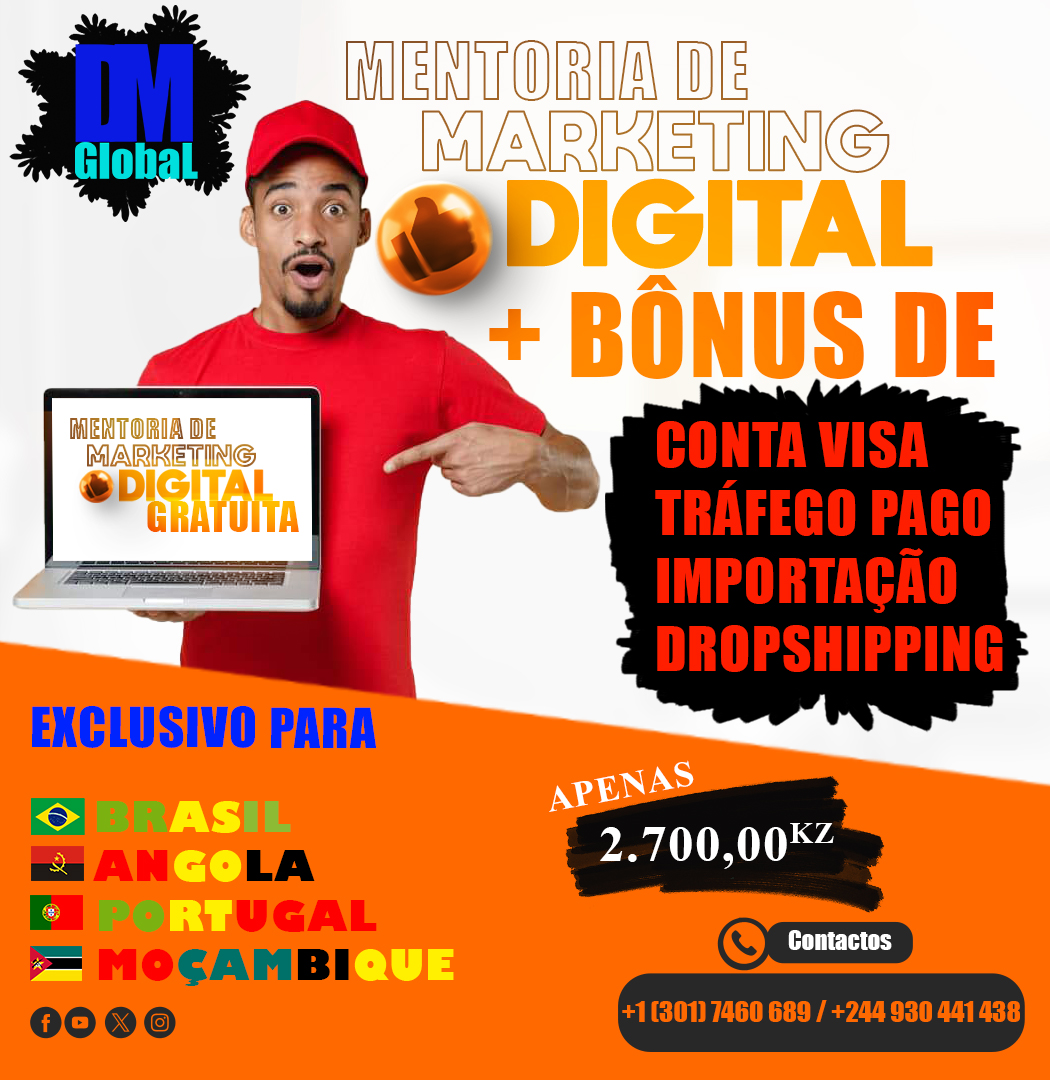 DM
GlobaL
MENTORIA DE
MARKETING
DIGITAL
+ BÔNUS DE
CONTA VISA
TRÁFEGO PAGO
IMPORTAÇÃO
DROPSHIPPING
MENTORIA DE
MARKETING
DIGITAL
GRATUITA
EXCLUSIVO PARA
BRASIL
ANGOLA
PORTUGAL
MOÇAMBIQUE
APENAS
2.700,00KZ
Contactos
+1 (301) 7460 689 / +244 930 441 438